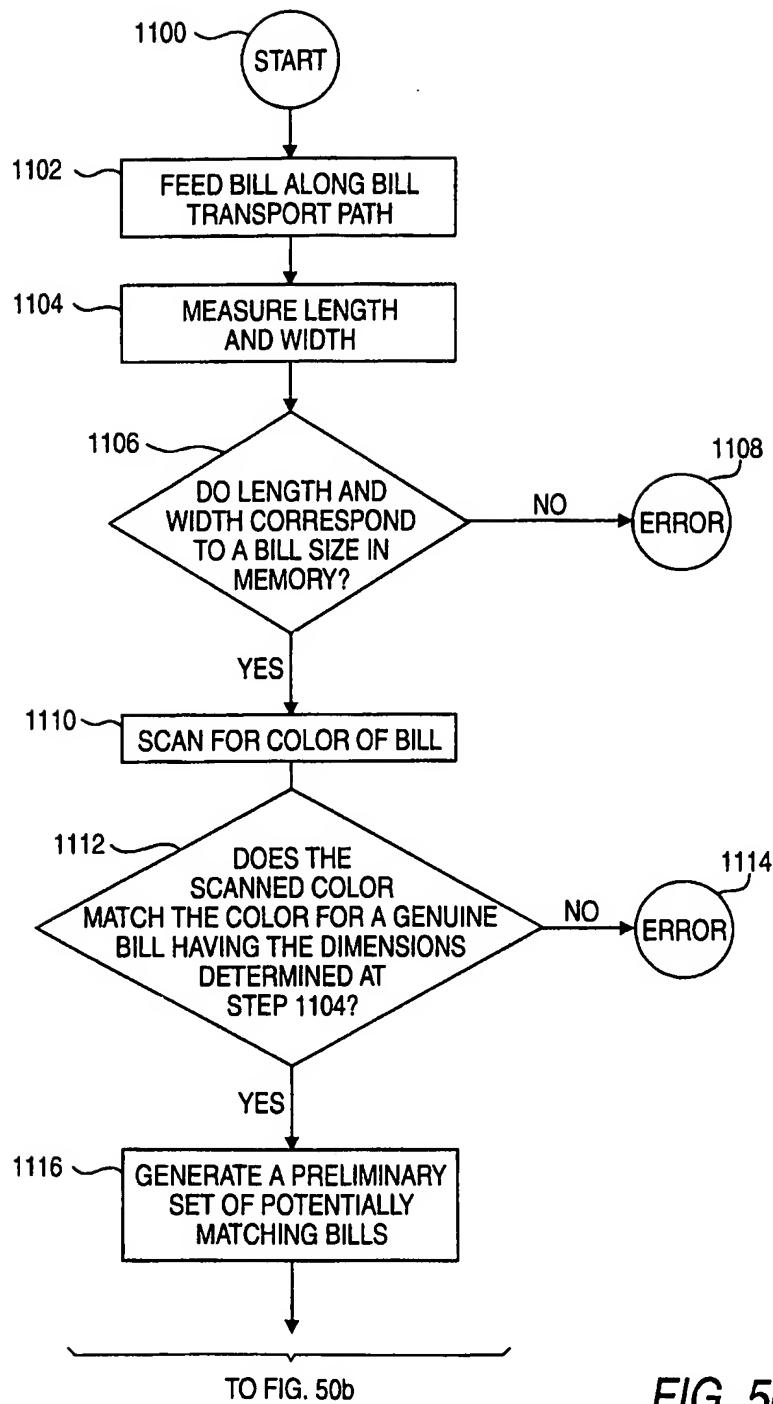 1100
START
1102
FEED BILL ALONG BILL
TRANSPORT PATH
1104
MEASURE LENGTH
AND WIDTH
1106
DO LENGTH AND
WIDTH CORRESPOND
TO A BILL SIZE IN
MEMORY?
NO
1108
ERROR
YES
1110
SCAN FOR COLOR OF BILL
1112
DOES THE
SCANNED COLOR
MATCH THE COLOR FOR A GENUINE
BILL HAVING THE DIMENSIONS
DETERMINED AT
STEP 1104?
NO
1114
ERROR
YES
1116
GENERATE A PRELIMINARY
SET OF POTENTIALLY
MATCHING BILLS
TO FIG. 50b
FIG. 50